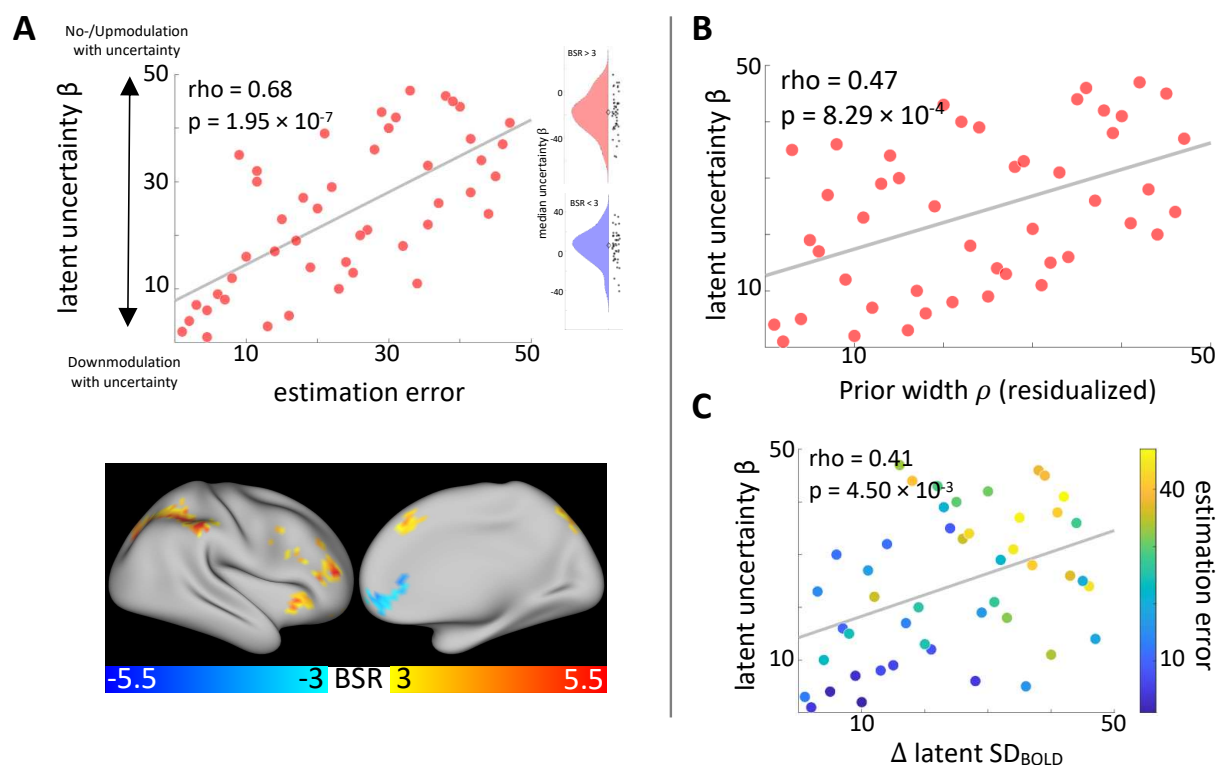 A
No-/Upmodulation
with uncertainty
latent uncertainty β
50
30
10
rho = 0.68
p = 1.95 × 10⁻⁷
Downmodulation
with uncertainty
10
30
50
estimation error
median uncertainty β
BSR > 3
0
-40
BSR < 3
40
0
-40
-5.5
-3
BSR
3
5.5
B
latent uncertainty β
50
10
rho = 0.47
p = 8.29 × 10⁻⁴
10
50
Prior width ρ (residualized)
C
latent uncertainty β
50
10
rho = 0.41
p = 4.50 × 10⁻³
10
50
Δ latent SD_BOLD
40
10
estimation error